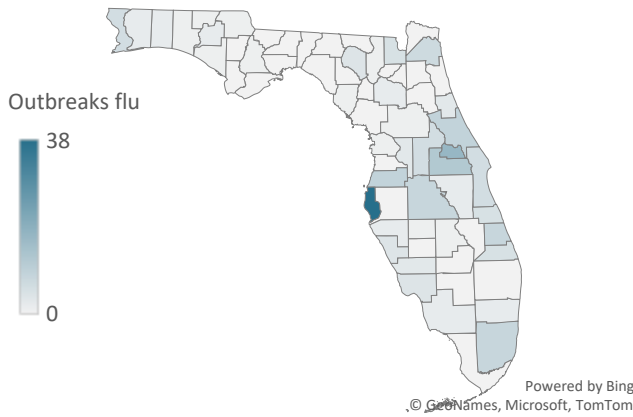 Outbreaks flu
38
0
Powered by Bing
© GeoNames, Microsoft, TomTom